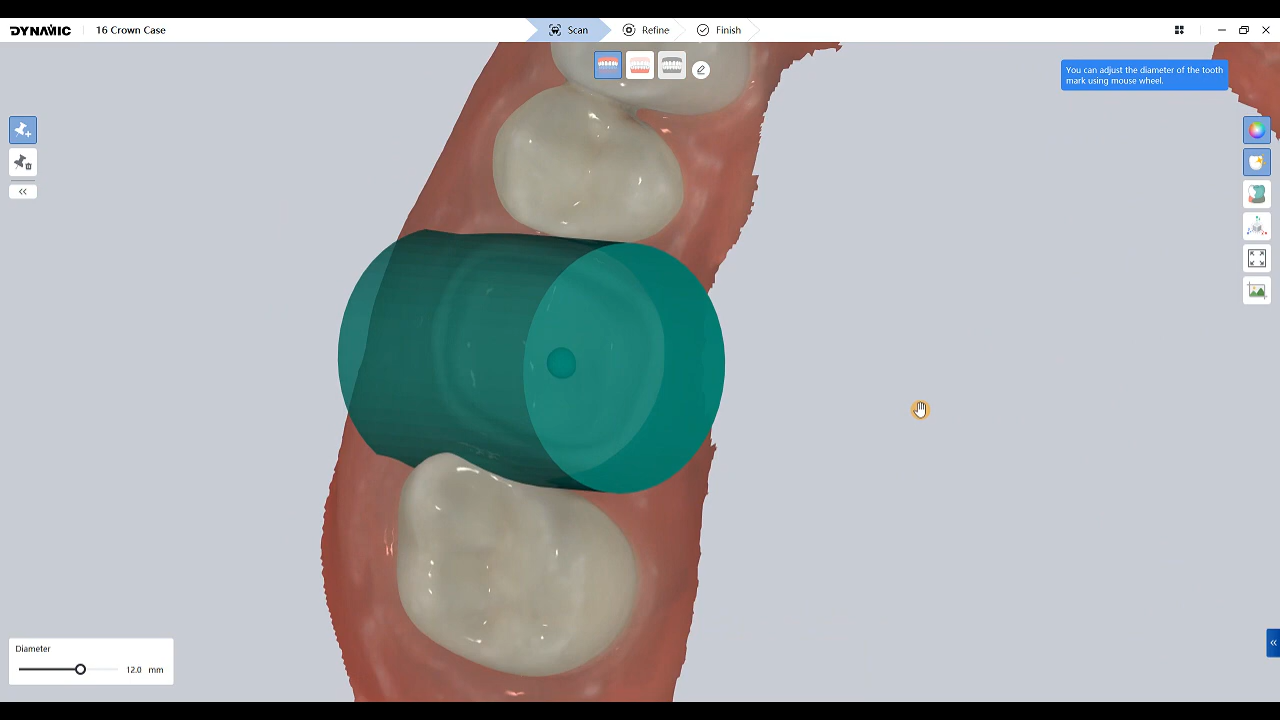 DYNAMIC
16 Crown Case
Scan
Refine
Finish
You can adjust the diameter of the tooth
mark using mouse wheel.
Diameter
12.0 mm